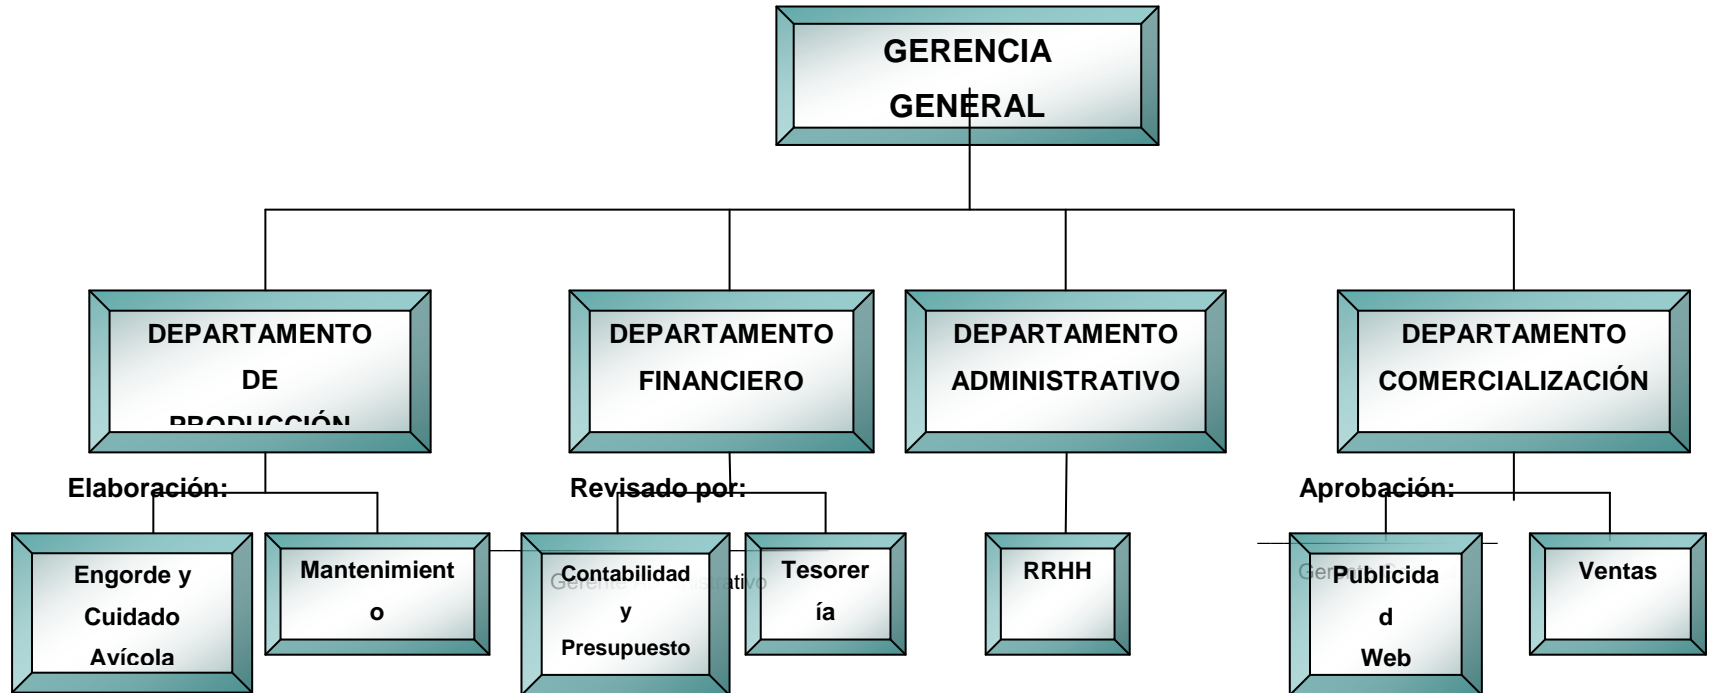 GERENCIA
GENERAL
DEPARTAMENTO
DE
PRODUCCIÓN
DEPARTAMENTO
FINANCIERO
DEPARTAMENTO
ADMINISTRATIVO
DEPARTAMENTO
COMERCIALIZACIÓN
Elaboración:
Revisado por:
Aprobación:
Engorde y
Cuidado
Avícola
Mantenimient
o
Contabilidad
y
Presupuesto
Tesorer
ía
RRHH
Publicida
d
Web
Ventas